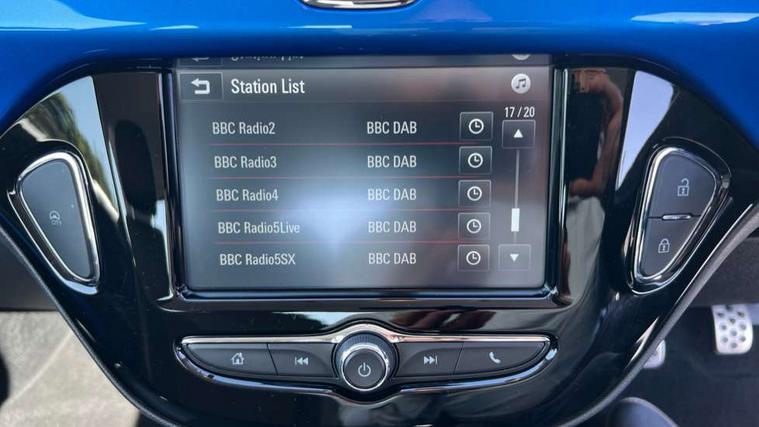 Station List
17 / 20
BBC Radio2 BBC DAB
BBC Radio3 BBC DAB
BBC Radio4 BBC DAB
BBC Radio5Live BBC DAB
BBC Radio5SX BBC DAB